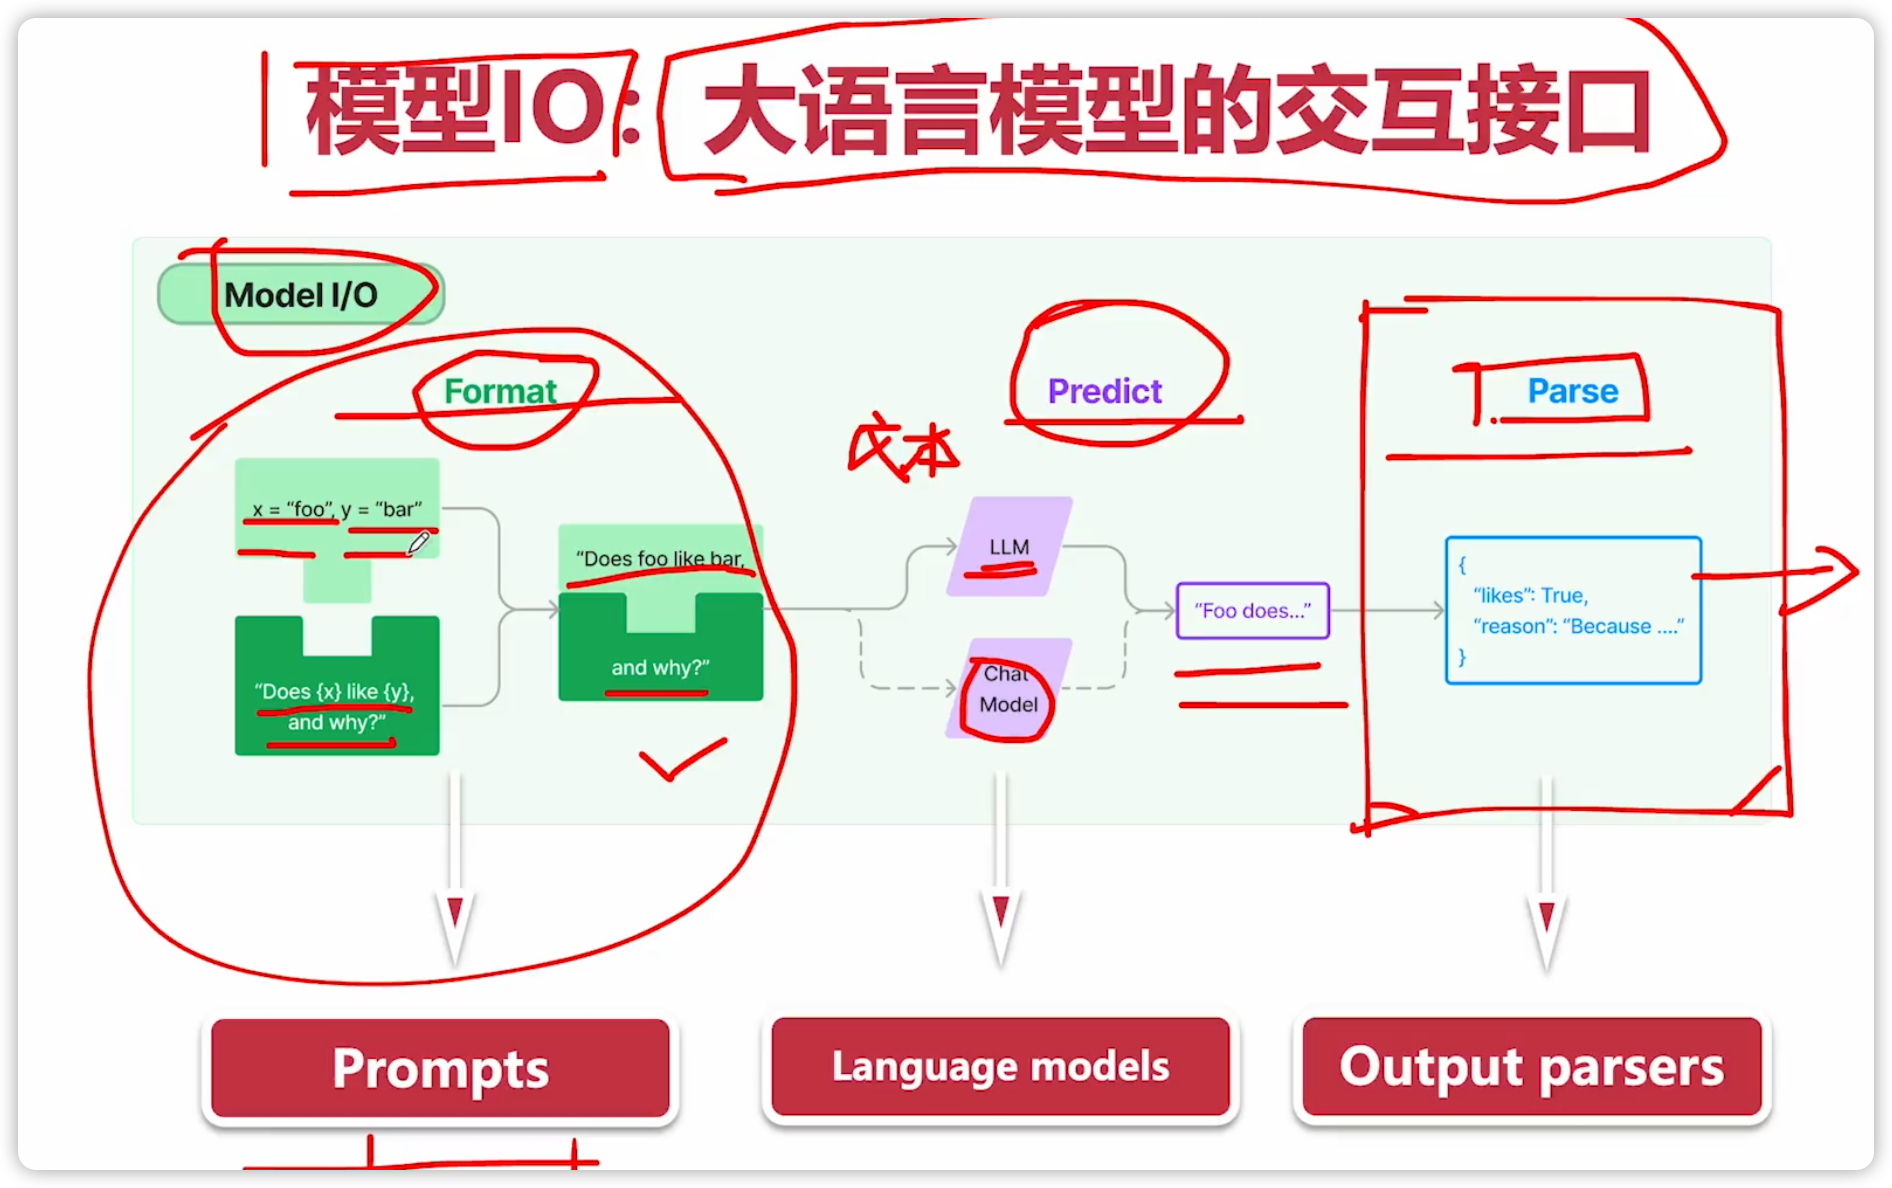 模型IO：大语言模型的交互接口
Model I/O
Format
Predict
Parse
文本
x = “foo”, y = “bar”
“Does {x} like {y},
and why?”
“Does foo like bar,
and why?”
LLM
Chat
Model
“Foo does...”
{
“likes”: True,
“reason”: “Because ....”
}
Prompts
Language models
Output parsers